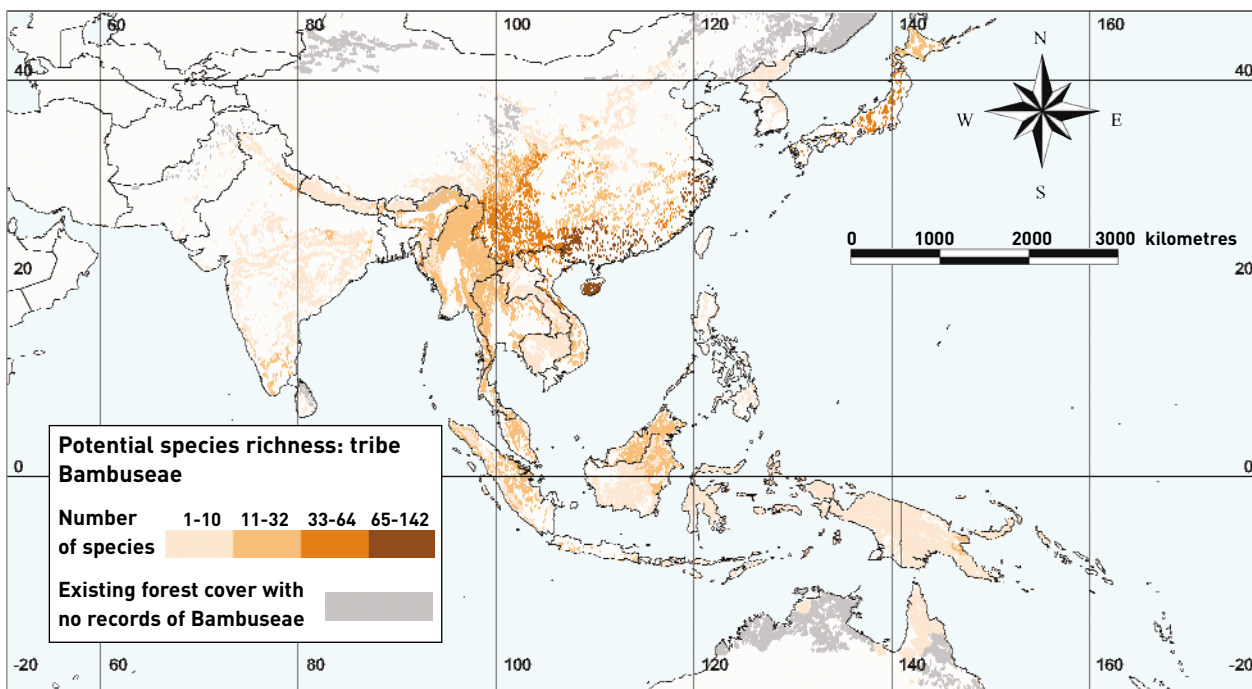 60 80 100 120 140 160
N
40 40
W E
S
0 1000 2000 3000 kilometres
20 20
Potential species richness: tribe
Bambuseae
0 0
Number 1-10 11-32 33-64 65-142
of species
Existing forest cover with
no records of Bambuseae
-20 60 80 100 120 140 160 -20